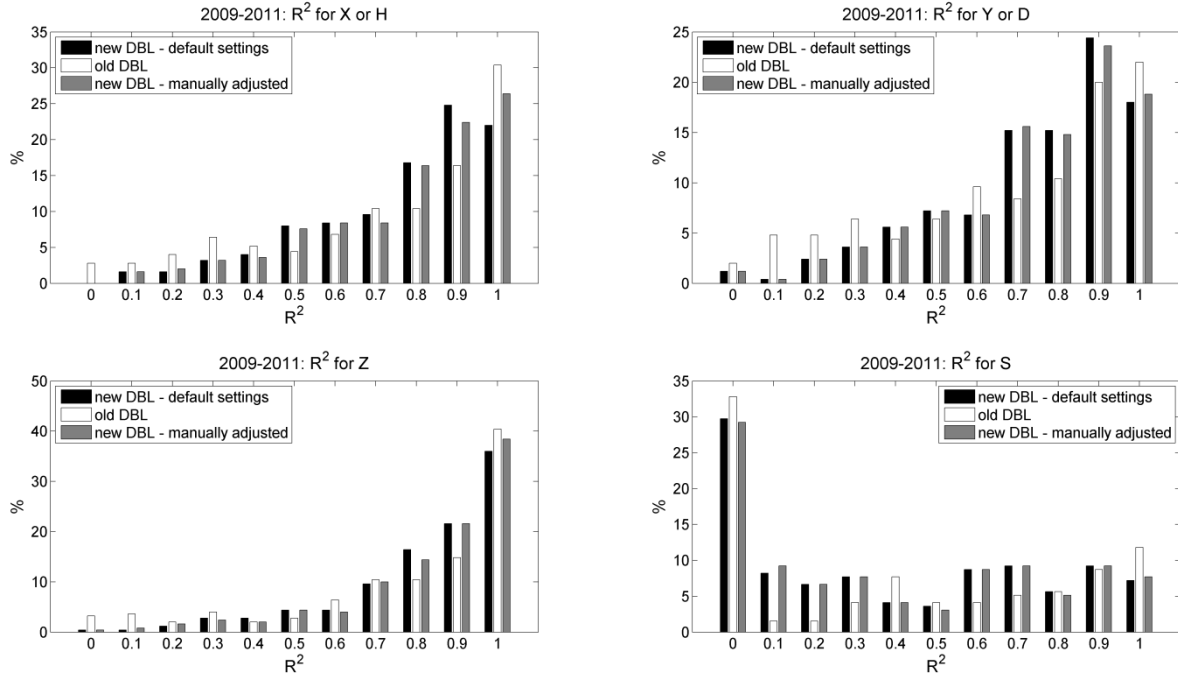 2009-2011: R² for X or H
new DBL - default settings
old DBL
new DBL - manually adjusted
35
30
25
20
15
10
5
0
%
0 0.1 0.2 0.3 0.4 0.5 0.6 0.7 0.8 0.9 1
R²
2009-2011: R² for Y or D
new DBL - default settings
old DBL
new DBL - manually adjusted
25
20
15
10
5
0
%
0 0.1 0.2 0.3 0.4 0.5 0.6 0.7 0.8 0.9 1
R²
2009-2011: R² for Z
new DBL - default settings
old DBL
new DBL - manually adjusted
50
40
30
20
10
0
%
0 0.1 0.2 0.3 0.4 0.5 0.6 0.7 0.8 0.9 1
R²
2009-2011: R² for S
new DBL - default settings
old DBL
new DBL - manually adjusted
35
30
25
20
15
10
5
0
%
0 0.1 0.2 0.3 0.4 0.5 0.6 0.7 0.8 0.9 1
R²